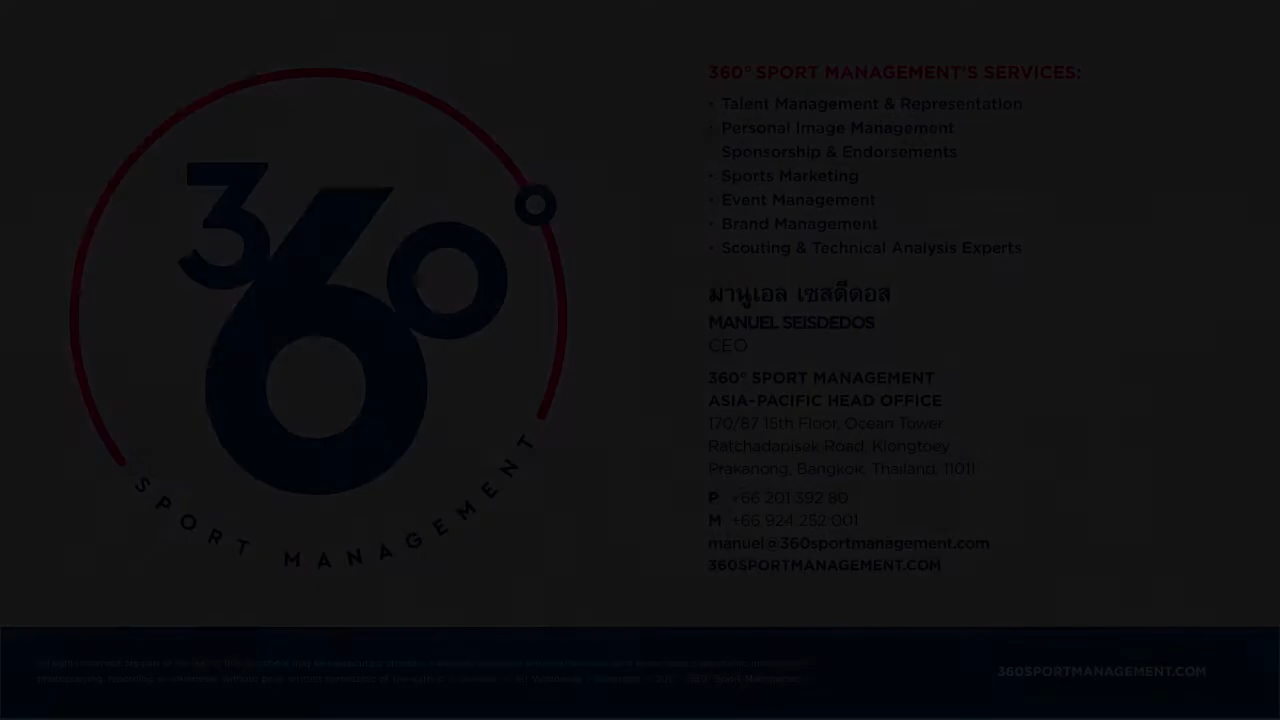 360
SPORT MANAGEMENT
360° SPORT MANAGEMENT'S SERVICES:
• Talent Management & Representation
• Personal Image Management
Sponsorship & Endorsements
• Sports Marketing
• Event Management
• Brand Management
• Scouting & Technical Analysis Experts
มานูเอล เซสดีดอส
MANUEL SEISDEDOS
CEO
360° SPORT MANAGEMENT
ASIA-PACIFIC HEAD OFFICE
170/87 15th Floor, Ocean Tower
Ratchadapisek Road, Klongtoey
Prakanong, Bangkok, Thailand, 11011
P +66 201 392 80
M +66 924 252 001
manuel@360sportmanagement.com
360SPORTMANAGEMENT.COM
360SPORTMANAGEMENT.COM